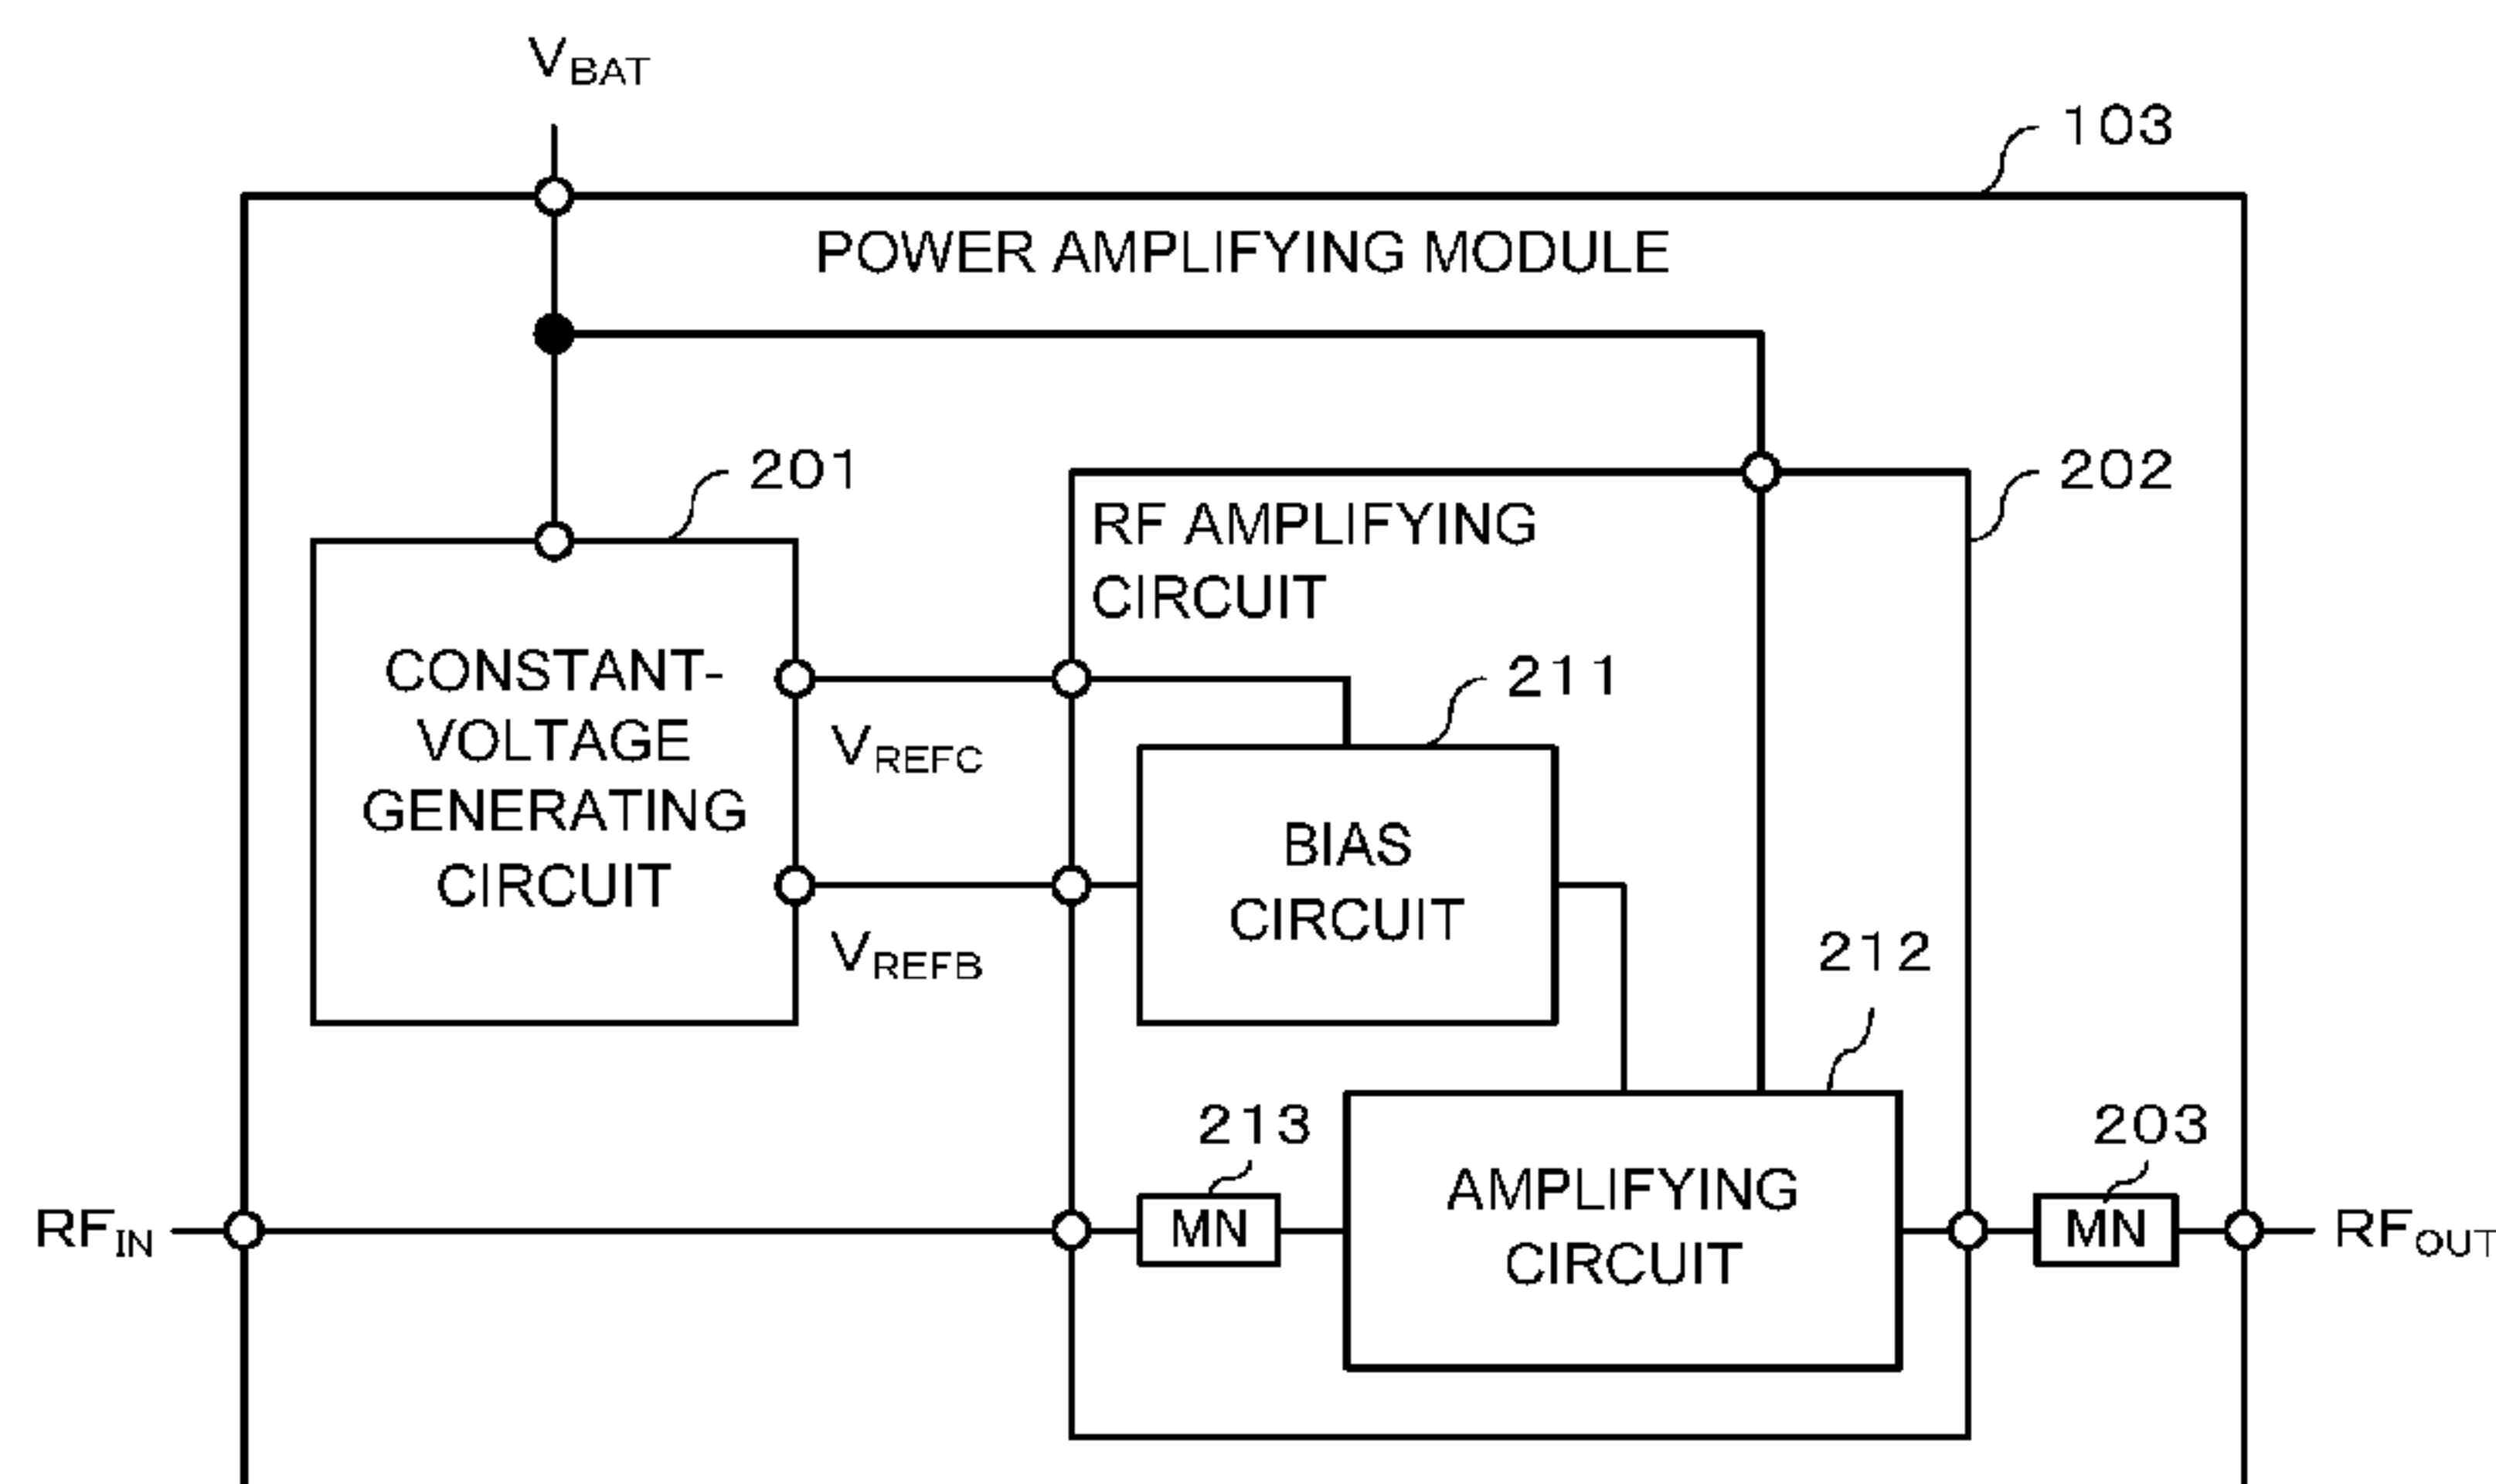 VBAT
103
POWER AMPLIFYING MODULE
201
202
RF AMPLIFYING
CIRCUIT
CONSTANT-
VOLTAGE
GENERATING
CIRCUIT
VREFC
VREFB
211
BIAS
CIRCUIT
212
213
203
RFIN
MN
AMPLIFYING
CIRCUIT
MN
RFOUT